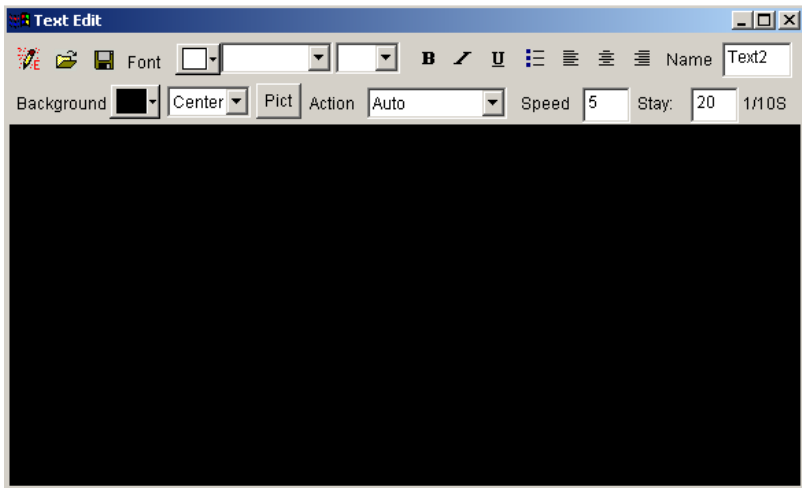 Text Edit
E Font B I U Name Text2
Background Center Pict Action Auto Speed 5 Stay: 20 1/10S